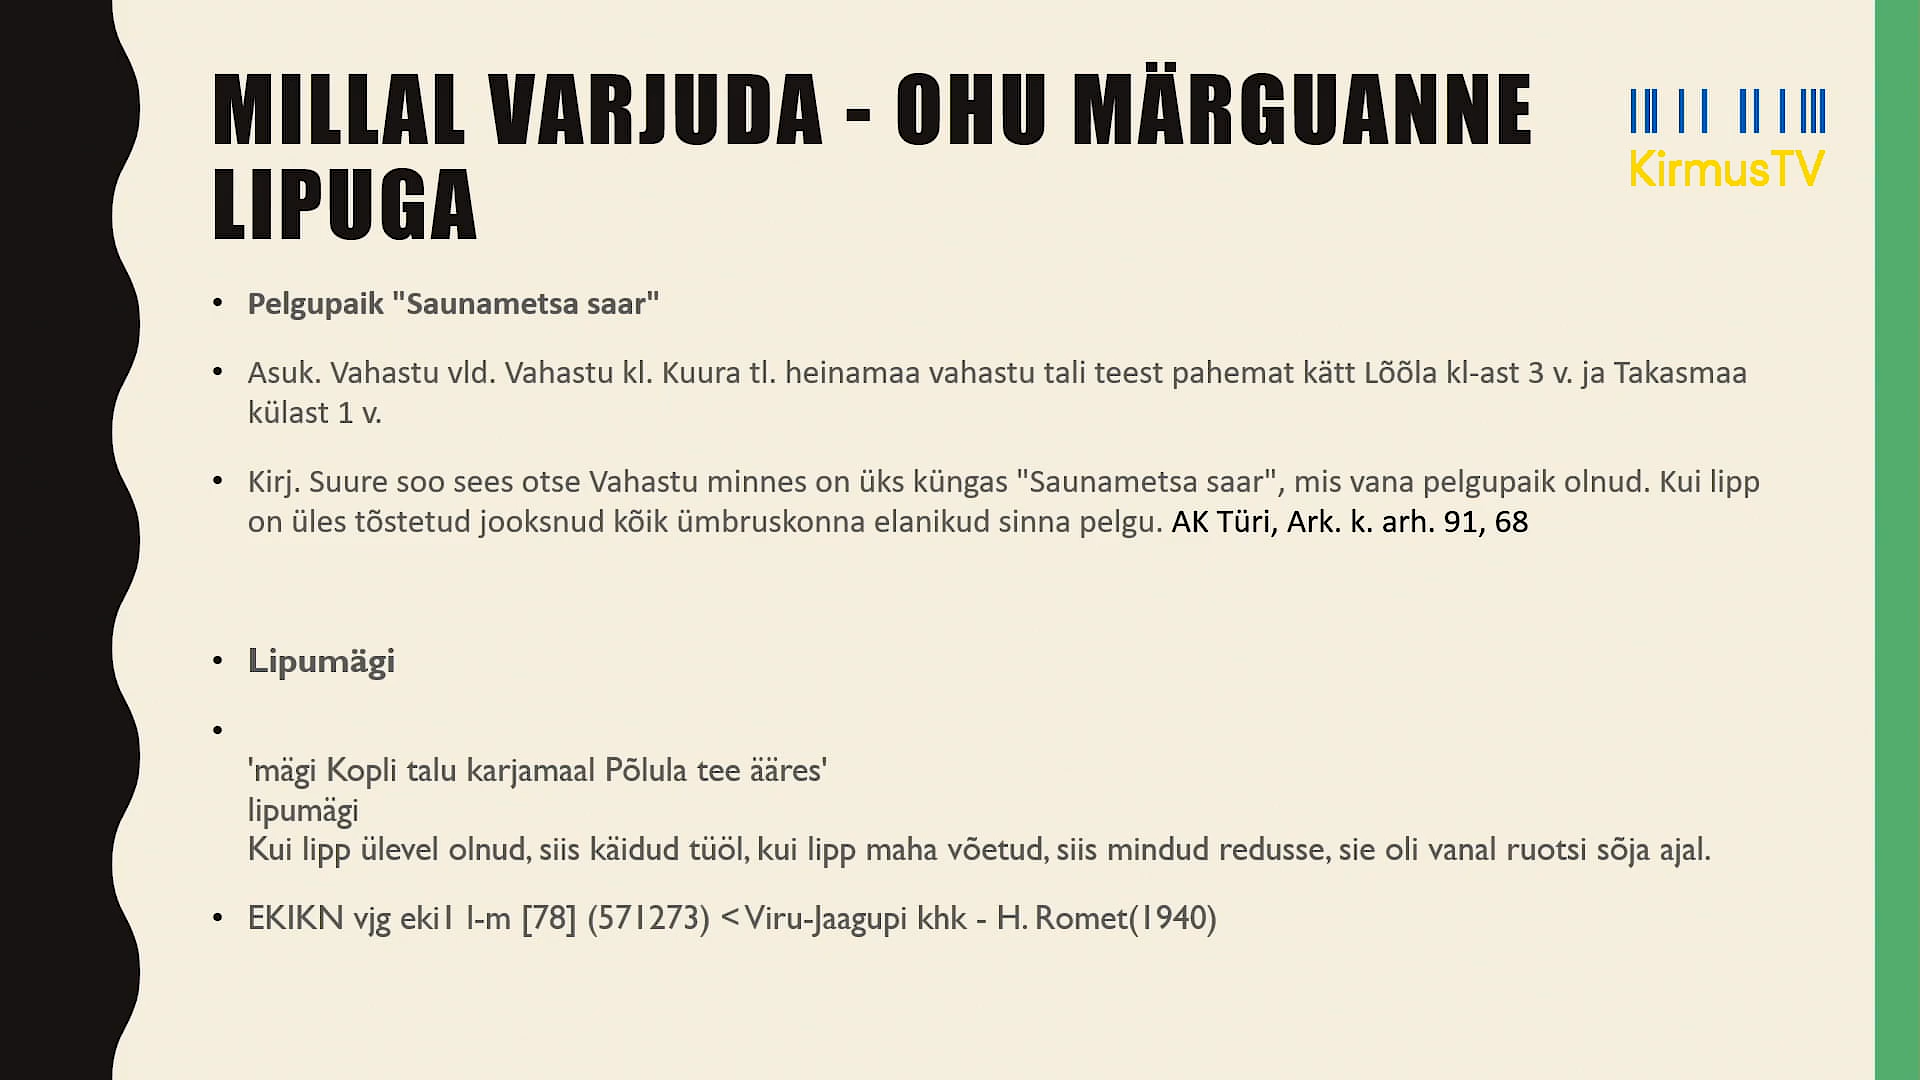 MILLAL VARJUDA - OHU MÄRGUANNE
LIPUGA
KirmusTV
• Pelgupaik "Saunametsa saar"
• Asuk. Vahastu vld. Vahastu kl. Kuura tl. heinamaa vahastu tali teest pahemat kätt Lõõla kl-ast 3 v. ja Takasmaa
külast 1 v.
• Kirj. Suure soo sees otse Vahastu minnes on üks küngas "Saunametsa saar", mis vana pelgupaik olnud. Kui lipp
on üles tõstetud jooksnud kõik ümbruskonna elanikud sinna pelgu. AK Türi, Ark. k. arh. 91, 68
• Lipumägi
•
'mägi Kopli talu karjamaal Põlula tee ääres'
lipumägi
Kui lipp ülevel olnud, siis käidud tüöl, kui lipp maha võetud, siis mindud redusse, sie oli vanal ruotsi sõja ajal.
• EKIKN vjg eki1 l-m [78] (571273) < Viru-Jaagupi khk - H. Romet(1940)